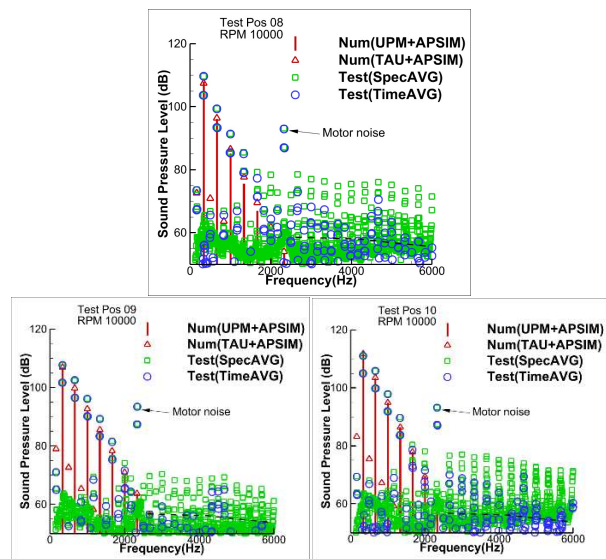 Test Pos 08
RPM 10000
Num(UPM+APSIM)
Num(TAU+APSIM)
Test(SpecAVG)
Test(TimeAVG)
Motor noise
Sound Pressure Level (dB)
120
100
80
60
0
2000
4000
6000
Frequency(Hz)
Test Pos 09
RPM 10000
Num(UPM+APSIM)
Num(TAU+APSIM)
Test(SpecAVG)
Test(TimeAVG)
Motor noise
Sound Pressure Level (dB)
120
100
80
60
0
2000
4000
6000
Frequency(Hz)
Test Pos 10
RPM 10000
Num(UPM+APSIM)
Num(TAU+APSIM)
Test(SpecAVG)
Test(TimeAVG)
Motor noise
Sound Pressure Level (dB)
120
100
80
60
0
2000
4000
6000
Frequency(Hz)